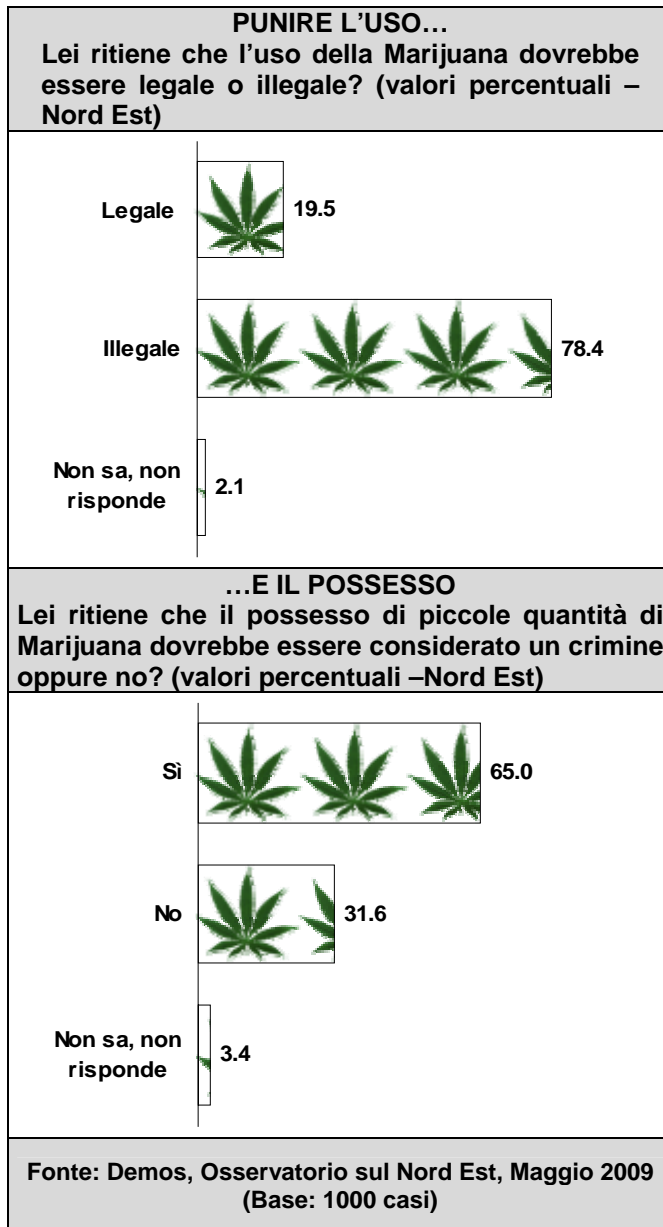 PUNIRE L’USO…
Lei ritiene che l’uso della Marijuana dovrebbe
essere legale o illegale? (valori percentuali –
Nord Est)
Legale
19.5
Illegale
78.4
Non sa, non
risponde
2.1
…E IL POSSESSO
Lei ritiene che il possesso di piccole quantità di
Marijuana dovrebbe essere considerato un crimine
oppure no? (valori percentuali –Nord Est)
Sì
65.0
No
31.6
Non sa, non
risponde
3.4
Fonte: Demos, Osservatorio sul Nord Est, Maggio 2009
(Base: 1000 casi)